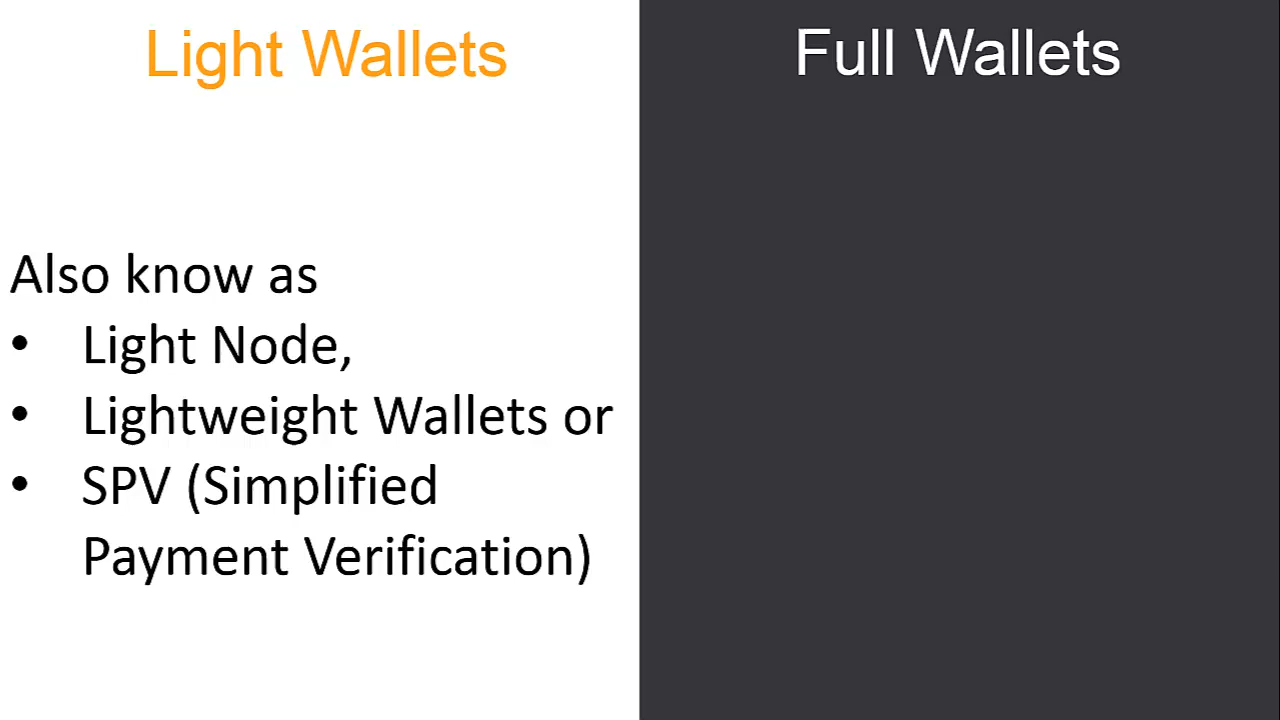 Light Wallets
Full Wallets
Also know as
• Light Node,
• Lightweight Wallets or
• SPV (Simplified
Payment Verification)